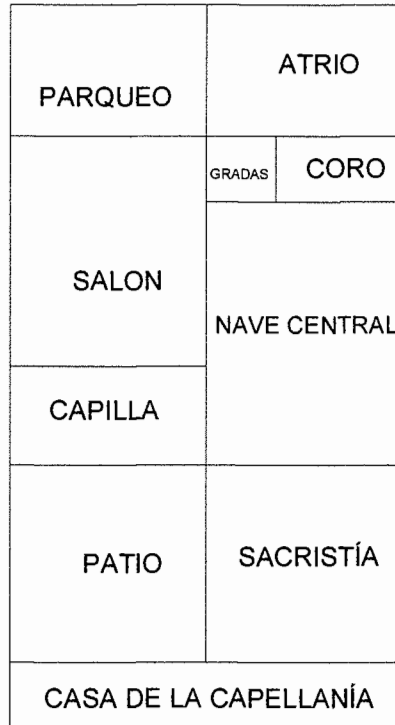 PARQUEO
ATRIO
GRADAS
CORO
SALON
NAVE CENTRAL
CAPILLA
PATIO
SACRISTÍA
CASA DE LA CAPELLANÍA